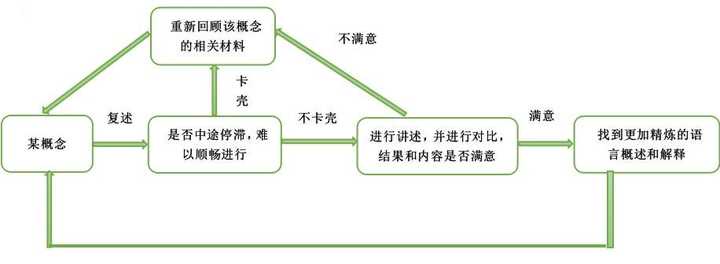 重新回顾该概念
的相关材料
不满意
卡
壳
某概念
复述
是否中途停滞,难
以顺畅进行
不卡壳
进行讲述,并进行对比,
结果和内容是否满意
满意
找到更加精炼的语
言概述和解释